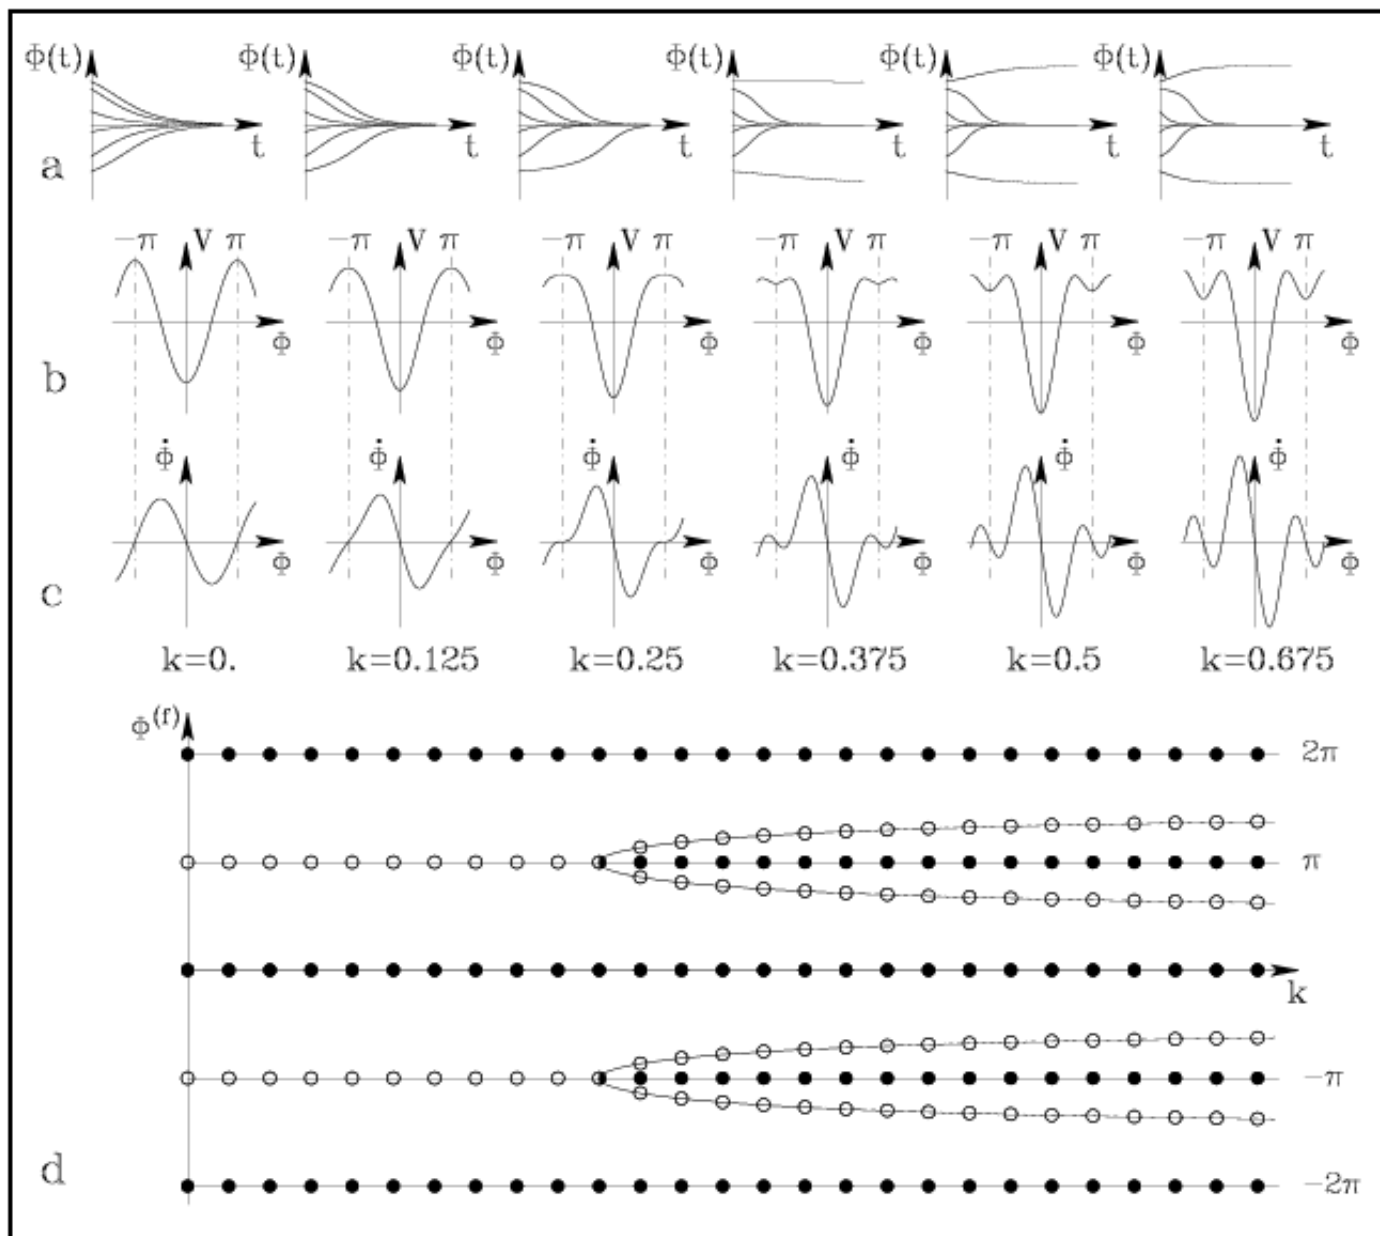 Φ(t) Φ(t) Φ(t) Φ(t) Φ(t) Φ(t)
t t t t t t
a
−π V π −π V π −π V π −π V π −π V π −π V π
Φ Φ Φ Φ Φ Φ
b
Φ̇ Φ̇ Φ̇ Φ̇ Φ̇ Φ̇
Φ Φ Φ Φ Φ Φ
c
k=0. k=0.125 k=0.25 k=0.375 k=0.5 k=0.675
Φ(f)
2π
π
k
−π
d
−2π